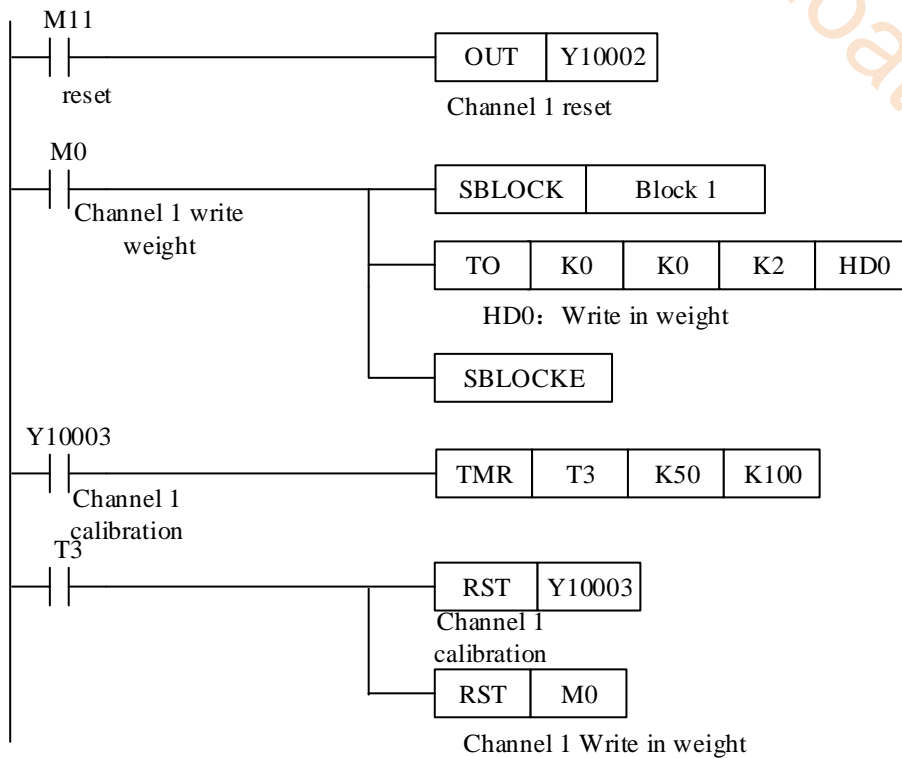 M11
OUT Y10002
reset
Channel 1 reset
M0
SBLOCK Block 1
Channel 1 write
weight
TO K0 K0 K2 HD0
HD0：Write in weight
SBLOCKE
Y10003
TMR T3 K50 K100
Channel 1
calibration
T3
RST Y10003
Channel 1
calibration
RST M0
Channel 1 Write in weight